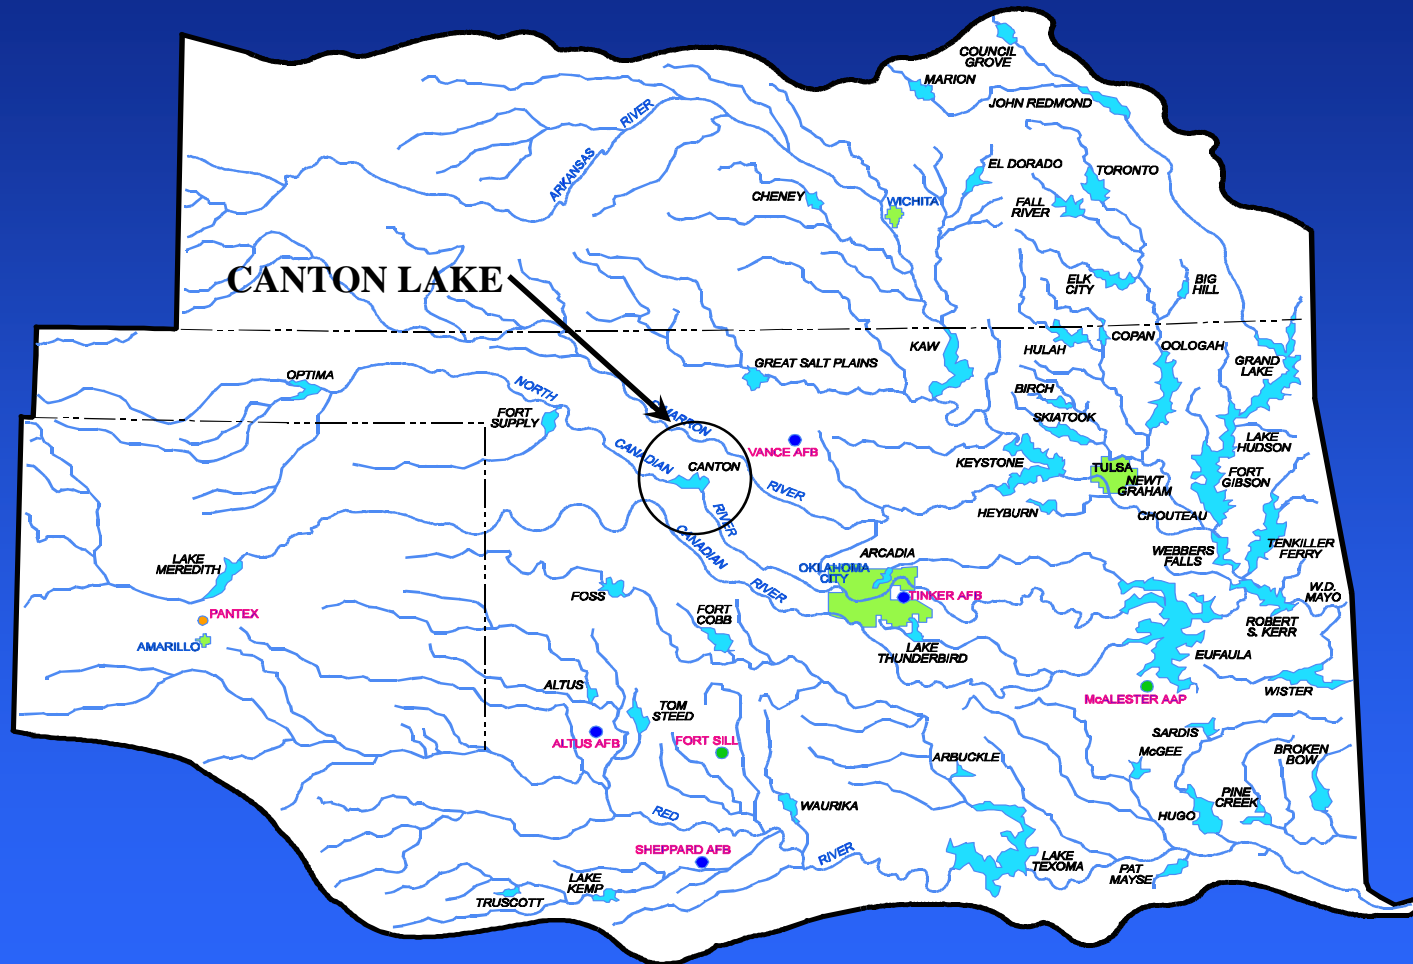 COUNCIL
GROVE
MARION
JOHN REDMOND
RIVER
ARKANSAS
EL DORADO
TORONTO
CHENEY
WICHITA
FALL
RIVER
CANTON LAKE
ELK
CITY
BIG
HILL
COPAN
HULAH
OOLOGAH
KAW
GREAT SALT PLAINS
GRAND
LAKE
OPTIMA
NORTH
BIRCH
FORT
SUPPLY
CIMARRON
SKIATOOK
CANADIAN
CANTON
VANCE AFB
LAKE
HUDSON
KEYSTONE
TULSA
NEWT
GRAHAM
FORT
GIBSON
RIVER
HEYBURN
CHOUTEAU
RIVER
CANADIAN
ARCADIA
WEBBERS
FALLS
TENKILLER
FERRY
LAKE
MEREDITH
OKLAHOMA
CITY
FOSS
RIVER
TINKER AFB
W.D.
MAYO
PANTEX
FORT
COBB
ROBERT
S. KERR
AMARILLO
LAKE
THUNDERBIRD
EUFAULA
ALTUS
WISTER
McALESTER AAP
TOM
STEED
ALTUS AFB
FORT SILL
SARDIS
McGEE
BROKEN
BOW
ARBUCKLE
PINE
CREEK
RED
WAURIKA
HUGO
SHEPPARD AFB
RIVER
LAKE
TEXOMA
PAT
MAYSE
LAKE
KEMP
TRUSCOTT